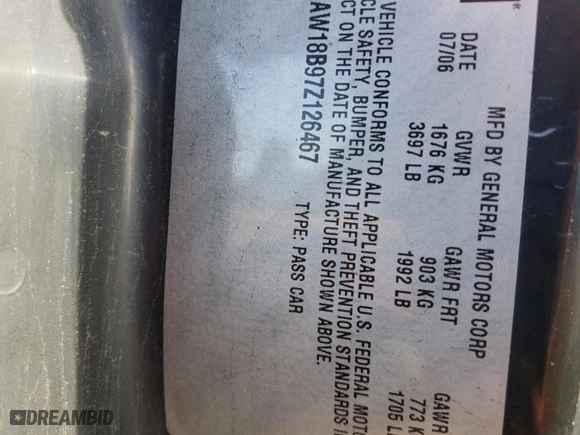 MFD BY GENERAL MOTORS CORP
DATE GVWR GAWR FRT GAWR
07/06 1676 KG 903 KG 773 K
3697 LB 1992 LB 1705 L
VEHICLE CONFORMS TO ALL APPLICABLE U.S. FEDERAL MOTO
CLE SAFETY, BUMPER, AND THEFT PREVENTION STANDARDS I
CT ON THE DATE OF MANUFACTURE SHOWN ABOVE.
AW18B97Z126467 TYPE: PASS CAR
DREAMBID